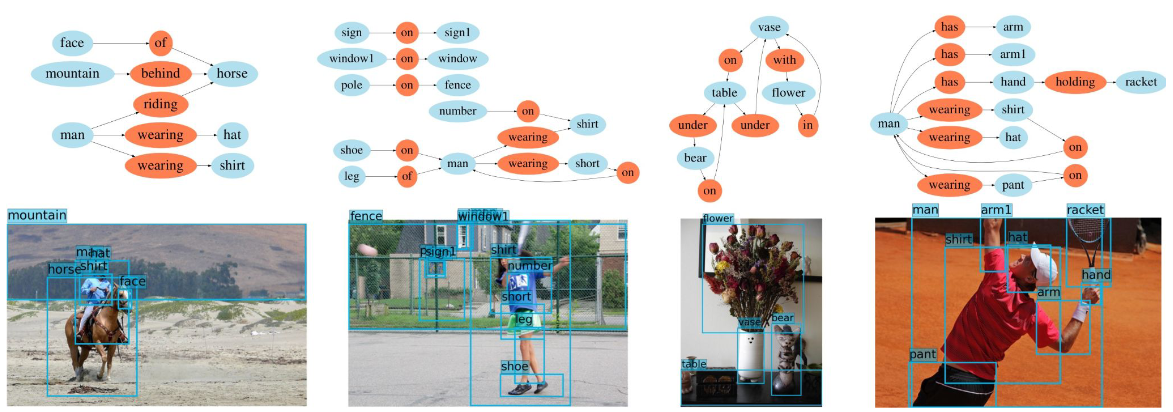 face of
mountain behind horse
riding
man wearing hat
wearing shirt
sign on sign1
window1 on window
pole on fence
number on shirt
wearing
shoe on man wearing short on
leg of
vase
on with
table flower
under under in
bear
on
has arm
has arm1
has hand holding racket
man wearing shirt
wearing hat
on
wearing pant on
mountain
hat
horse shirt
face
fence window1
sign1 shirt
number
short
leg
shoe
flower
vase bear
table
man arm1 racket
shirt hat
hand
arm
pant